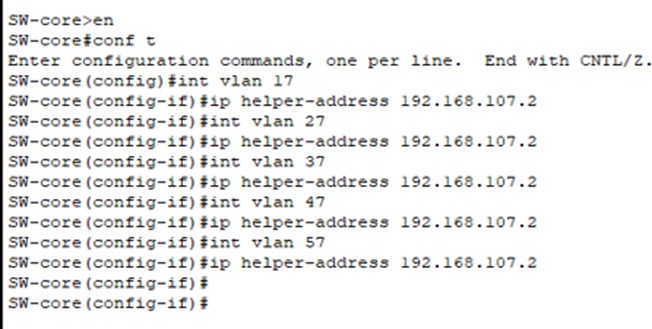 SW-core>en
SW-core#conf t
Enter configuration commands, one per line.  End with CNTL/Z.
SW-core(config)#int vlan 17
SW-core(config-if)#ip helper-address 192.168.107.2
SW-core(config-if)#int vlan 27
SW-core(config-if)#ip helper-address 192.168.107.2
SW-core(config-if)#int vlan 37
SW-core(config-if)#ip helper-address 192.168.107.2
SW-core(config-if)#int vlan 47
SW-core(config-if)#ip helper-address 192.168.107.2
SW-core(config-if)#int vlan 57
SW-core(config-if)#ip helper-address 192.168.107.2
SW-core(config-if)#
SW-core(config-if)#